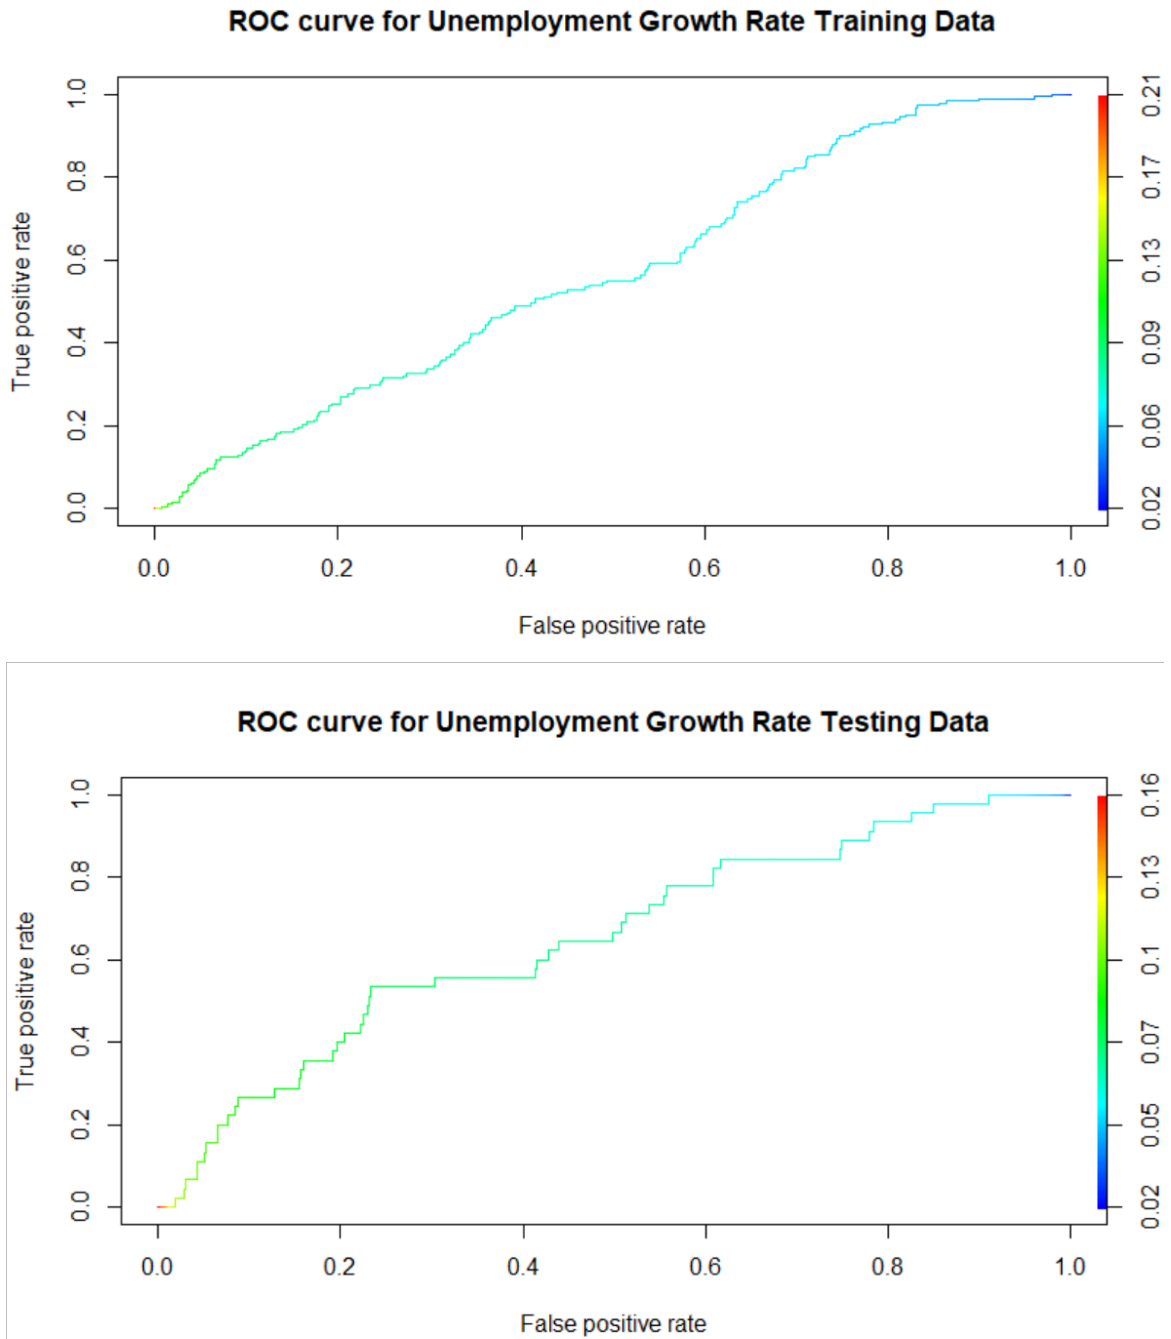 ROC curve for Unemployment Growth Rate Training Data
True positive rate
0.0 0.2 0.4 0.6 0.8 1.0
0.02 0.06 0.09 0.13 0.17 0.21
0.0 0.2 0.4 0.6 0.8 1.0
False positive rate
ROC curve for Unemployment Growth Rate Testing Data
True positive rate
0.0 0.2 0.4 0.6 0.8 1.0
0.02 0.05 0.07 0.1 0.13 0.16
0.0 0.2 0.4 0.6 0.8 1.0
False positive rate